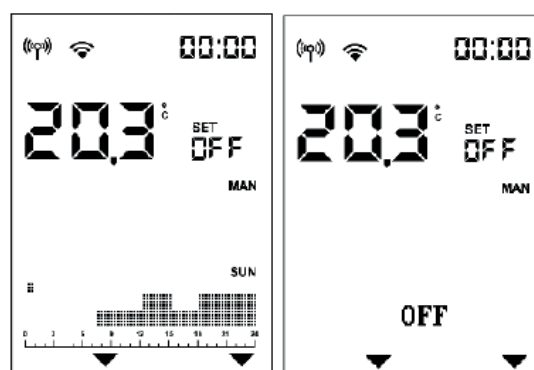 00:00
20.3 °C
SET
OFF
MAN
SUN
0 3 6 9 12 15 18 21 24
00:00
20.3 °C
SET
OFF
MAN
OFF